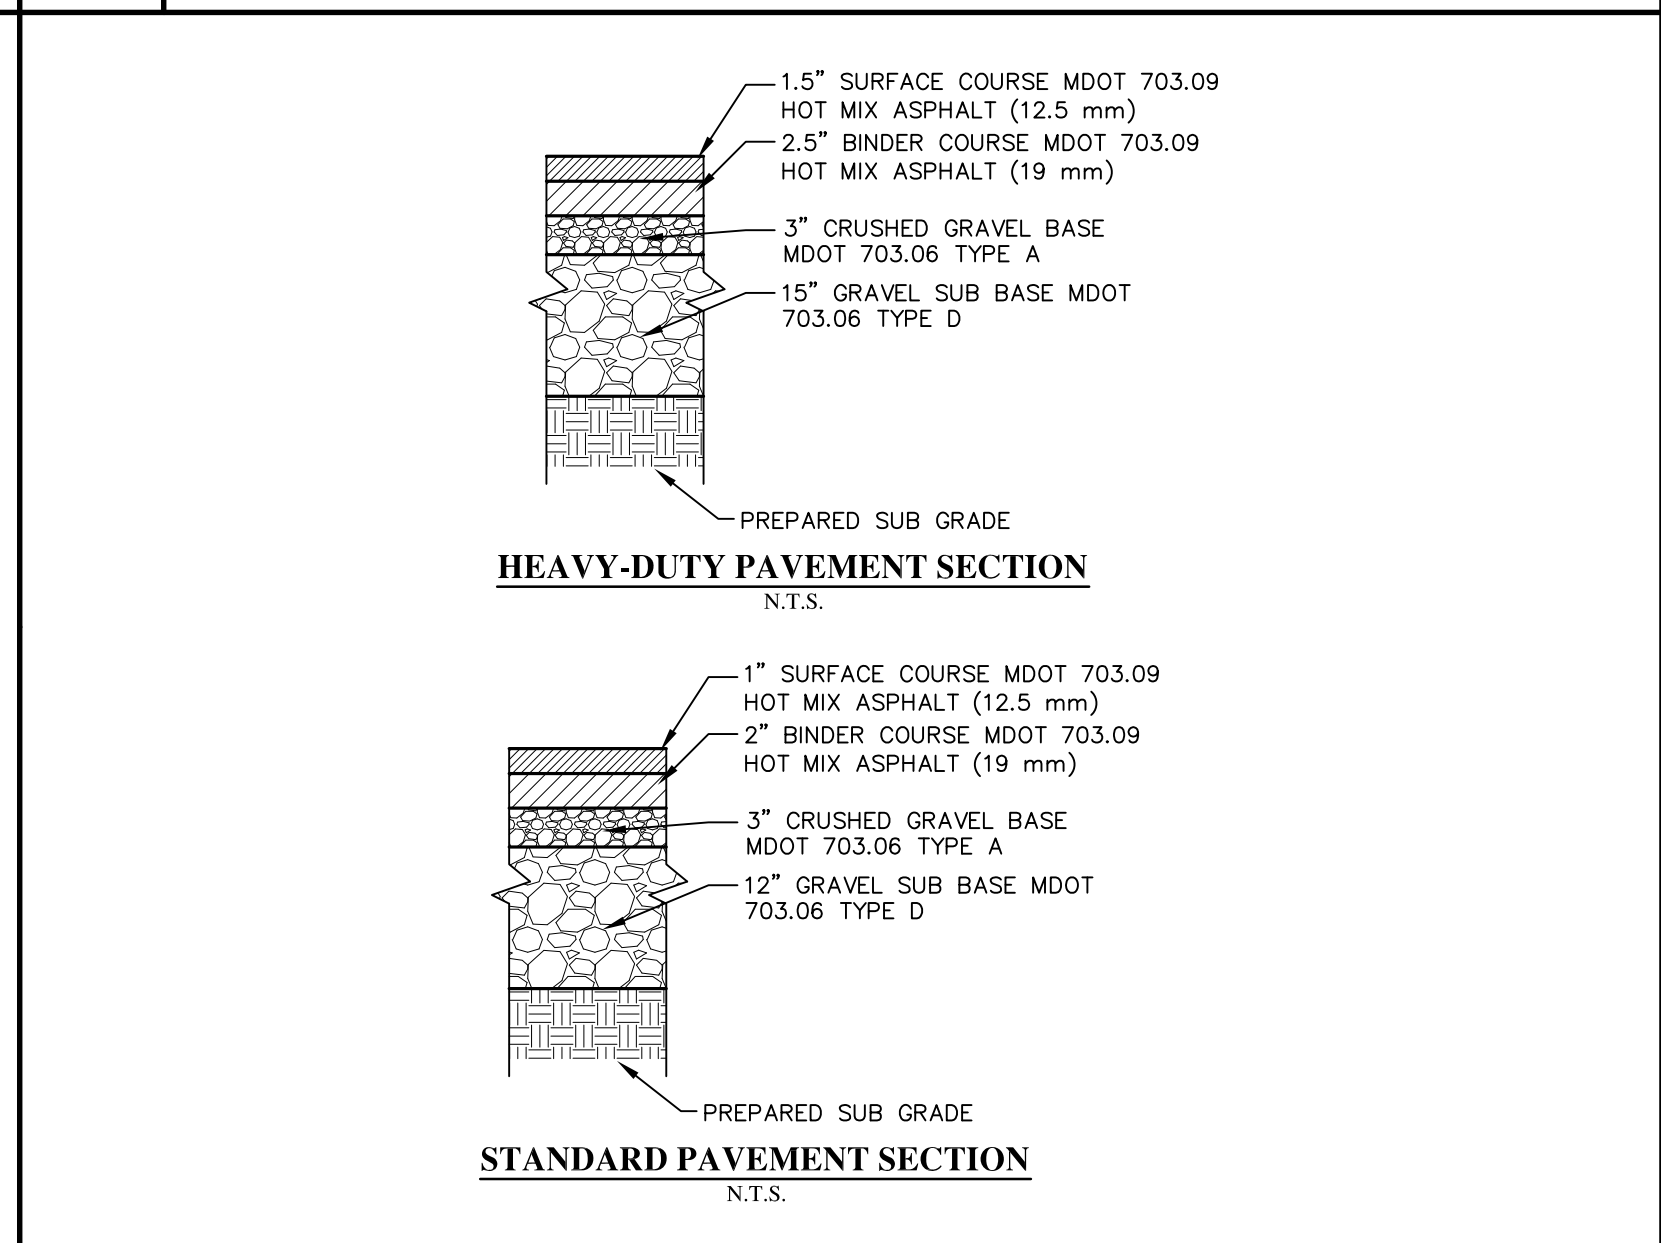 1.5” SURFACE COURSE MDOT 703.09
HOT MIX ASPHALT (12.5 mm)
2.5” BINDER COURSE MDOT 703.09
HOT MIX ASPHALT (19 mm)
3” CRUSHED GRAVEL BASE
MDOT 703.06 TYPE A
15” GRAVEL SUB BASE MDOT
703.06 TYPE D
PREPARED SUB GRADE
HEAVY-DUTY PAVEMENT SECTION
N.T.S.
1” SURFACE COURSE MDOT 703.09
HOT MIX ASPHALT (12.5 mm)
2” BINDER COURSE MDOT 703.09
HOT MIX ASPHALT (19 mm)
3” CRUSHED GRAVEL BASE
MDOT 703.06 TYPE A
12” GRAVEL SUB BASE MDOT
703.06 TYPE D
PREPARED SUB GRADE
STANDARD PAVEMENT SECTION
N.T.S.